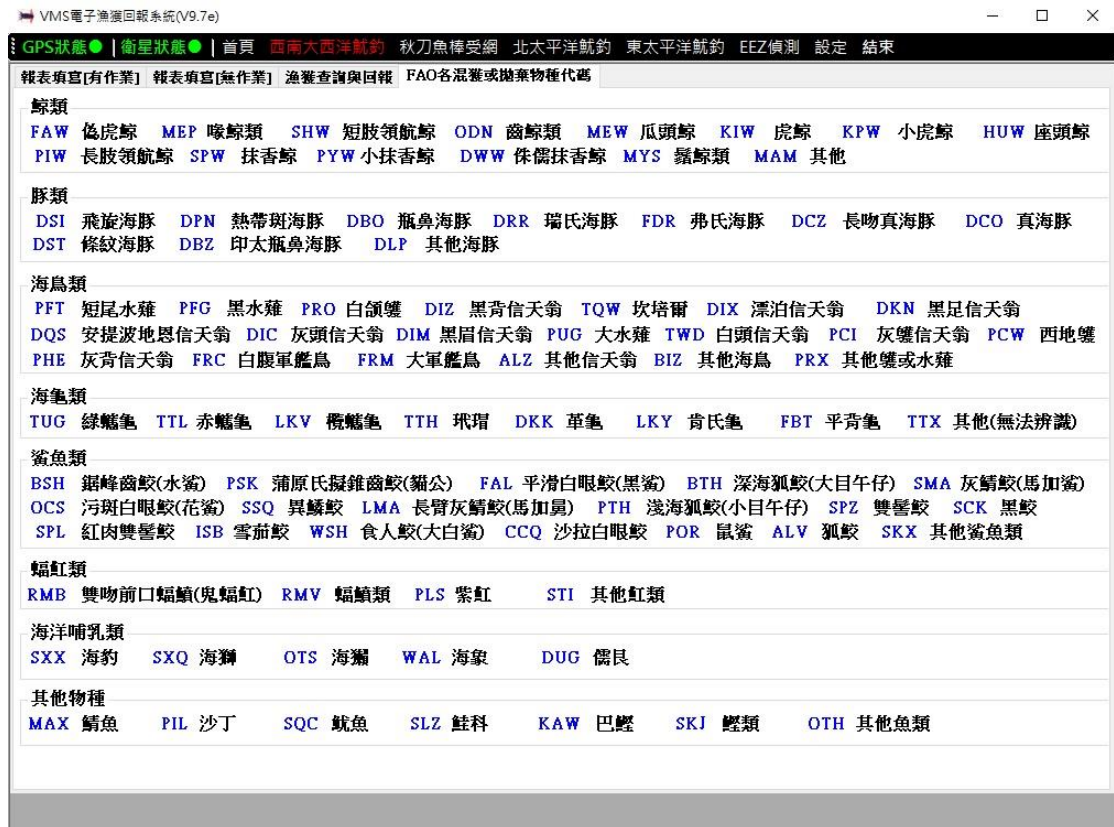 VMS電子漁獲回報系統(V9.7e)
GPS狀態● |衛星狀態● | 首頁 西南大西洋魷釣 秋刀魚棒受網 北太平洋魷釣 東太平洋魷釣 EEZ偵測 設定 結束
報表填寫[有作業] 報表填寫[無作業] 漁獲查詢與回報 FAO各混獲或拋棄物種代碼
鯨類
FAW 偽虎鯨 MEP 喙鯨類 SHW 短肢領航鯨 ODN 齒鯨類 MEW 瓜頭鯨 KIW 虎鯨 KPW 小虎鯨 HUW 座頭鯨
PIW 長肢領航鯨 SPW 抹香鯨 PYW 小抹香鯨 DWW 侏儒抹香鯨 MYS 鬚鯨類 MAM 其他
豚類
DSI 飛旋海豚 DPN 熱帶斑海豚 DBO 瓶鼻海豚 DRR 瑞氏海豚 FDR 弗氏海豚 DCZ 長吻真海豚 DCO 真海豚
DST 條紋海豚 DBZ 印太瓶鼻海豚 DLP 其他海豚
海鳥類
PFT 短尾水薙 PFG 黑水薙 PRO 白頷鸌 DIZ 黑背信天翁 TQW 坎培爾 DIX 漂泊信天翁 DKN 黑足信天翁
DQS 安提波地恩信天翁 DIC 灰頭信天翁 DIM 黑眉信天翁 PUG 大水薙 TWD 白頭信天翁 PCI 灰鸌信天翁 PCW 西地鸌
PHE 灰背信天翁 FRC 白腹軍艦鳥 FRM 大軍艦鳥 ALZ 其他信天翁 BIZ 其他海鳥 PRX 其他鸌或水薙
海龜類
TUG 綠蠵龜 TTL 赤蠵龜 LKV 欖蠵龜 TTH 玳瑁 DKK 革龜 LKY 肯氏龜 FBT 平背龜 TTX 其他(無法辨識)
鯊魚類
BSH 鋸峰齒鮫(水鯊) PSK 蒲原氏擬錐齒鮫(貓公) FAL 平滑白眼鮫(黑鯊) BTH 深海狐鮫(大目午仔) SMA 灰鯖鮫(馬加鯊)
OCS 污斑白眼鮫(花鯊) SSQ 異鱗鮫 LMA 長臂灰鯖鮫(馬加舅) PTH 淺海狐鮫(小目午仔) SPZ 雙髻鮫 SCK 黑鮫
SPL 紅肉雙髻鮫 ISB 雪茄鮫 WSH 食人鮫(大白鯊) CCQ 沙拉白眼鮫 POR 鼠鯊 ALV 狐鮫 SKX 其他鯊魚類
蝠魟類
RMB 雙吻前口蝠鱝(鬼蝠魟) RMV 蝠鱝類 PLS 紫魟 STI 其他魟類
海洋哺乳類
SXX 海豹 SXQ 海獅 OTS 海獺 WAL 海象 DUG 儒艮
其他物種
MAX 鯖魚 PIL 沙丁 SQC 魷魚 SLZ 鮭科 KAW 巴鰹 SKJ 鰹類 OTH 其他魚類